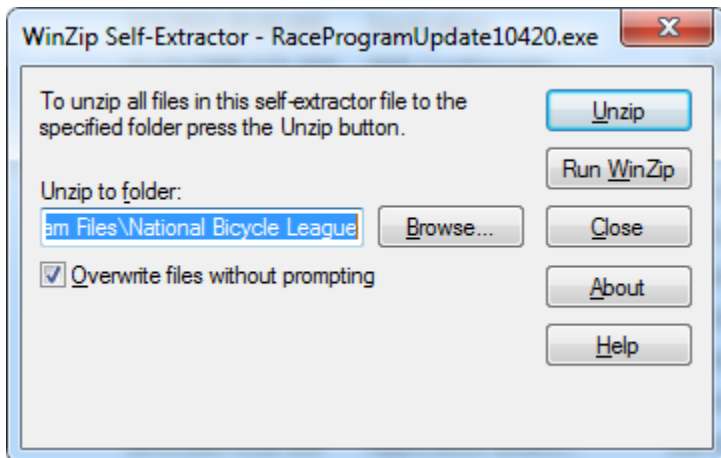 WinZip Self-Extractor - RaceProgramUpdate10420.exe
To unzip all files in this self-extractor file to the
specified folder press the Unzip button.
Unzip to folder:
am Files\National Bicycle League
Browse...
Overwrite files without prompting
Unzip
Run WinZip
Close
About
Help